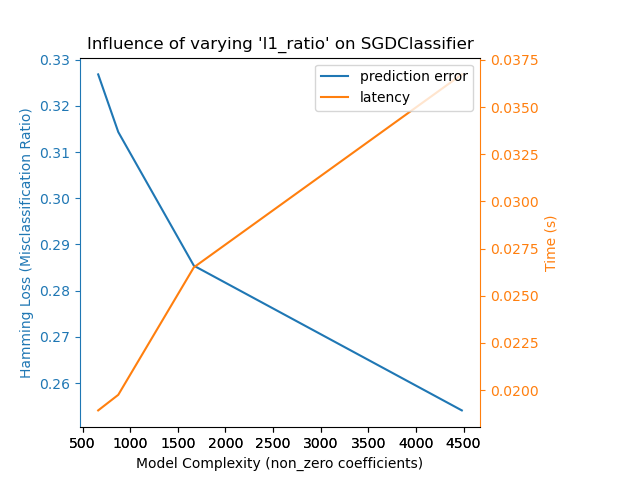 Influence of varying 'l1_ratio' on SGDClassifier
prediction error
latency
Hamming Loss (Misclassification Ratio)
0.33
0.32
0.31
0.30
0.29
0.28
0.27
0.26
0.0375
0.0350
0.0325
0.0300
0.0275
0.0250
0.0225
0.0200
Time (s)
500 1000 1500 2000 2500 3000 3500 4000 4500
Model Complexity (non_zero coefficients)